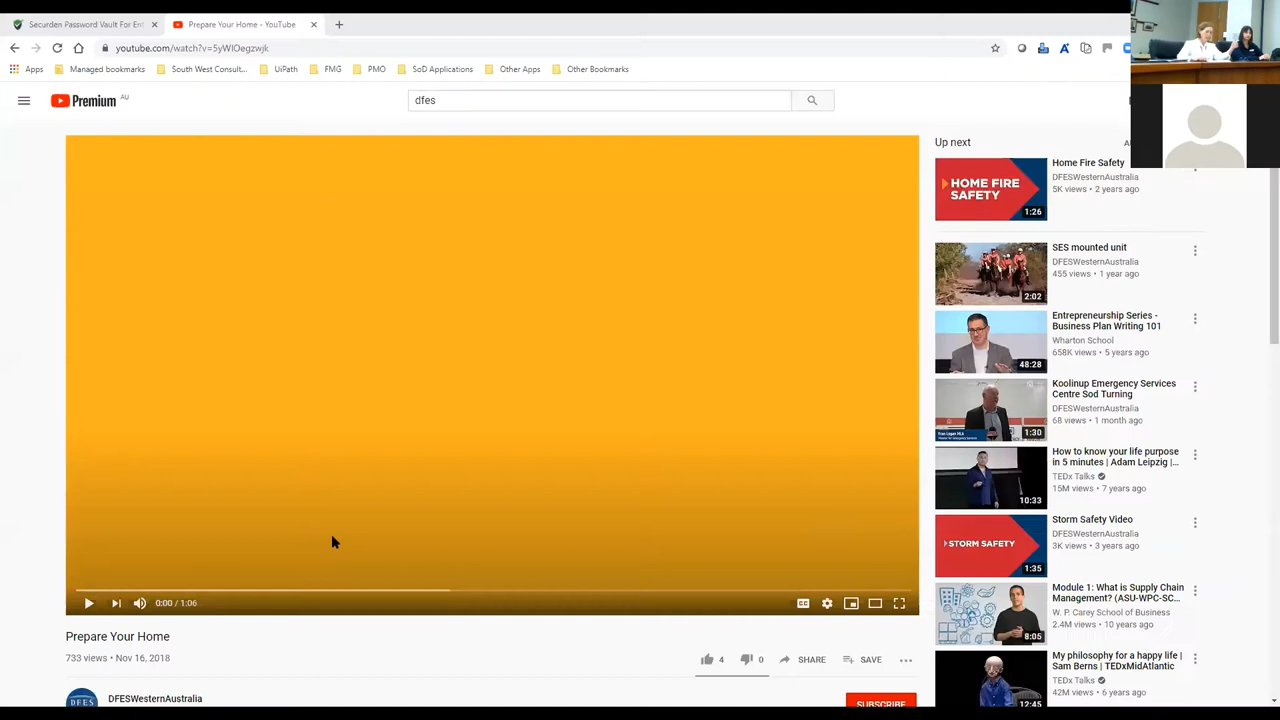 Securden Password Vault For Ent
Prepare Your Home - YouTube
youtube.com/watch?v=5yWIOegzwjk
Apps
Managed bookmarks
South West Consult...
UiPath
FMG
PMO
SoD Applications
Other Apps
Other Bookmarks
Premium AU
dfes
Up next
HOME FIRE
SAFETY
1:26
Home Fire Safety
DFESWesternAustralia
5K views • 2 years ago
2:02
SES mounted unit
DFESWesternAustralia
455 views • 1 year ago
48:28
Entrepreneurship Series -
Business Plan Writing 101
Wharton School
658K views • 5 years ago
Fran Logan MLA
1:30
Koolinup Emergency Services
Centre Sod Turning
DFESWesternAustralia
68 views • 1 month ago
10:33
How to know your life purpose
in 5 minutes | Adam Leipzig |...
TEDx Talks
15M views • 7 years ago
STORM SAFETY
1:35
Storm Safety Video
DFESWesternAustralia
3K views • 3 years ago
8:05
Module 1: What is Supply Chain
Management? (ASU-WPC-SC...
W. P. Carey School of Business
2.4M views • 10 years ago
12:45
My philosophy for a happy life |
Sam Berns | TEDxMidAtlantic
TEDx Talks
42M views • 6 years ago
0:00 / 1:06
CC
Prepare Your Home
733 views • Nov 16, 2018
4
0
SHARE
SAVE
DFES
DFESWesternAustralia
SUBSCRIBE